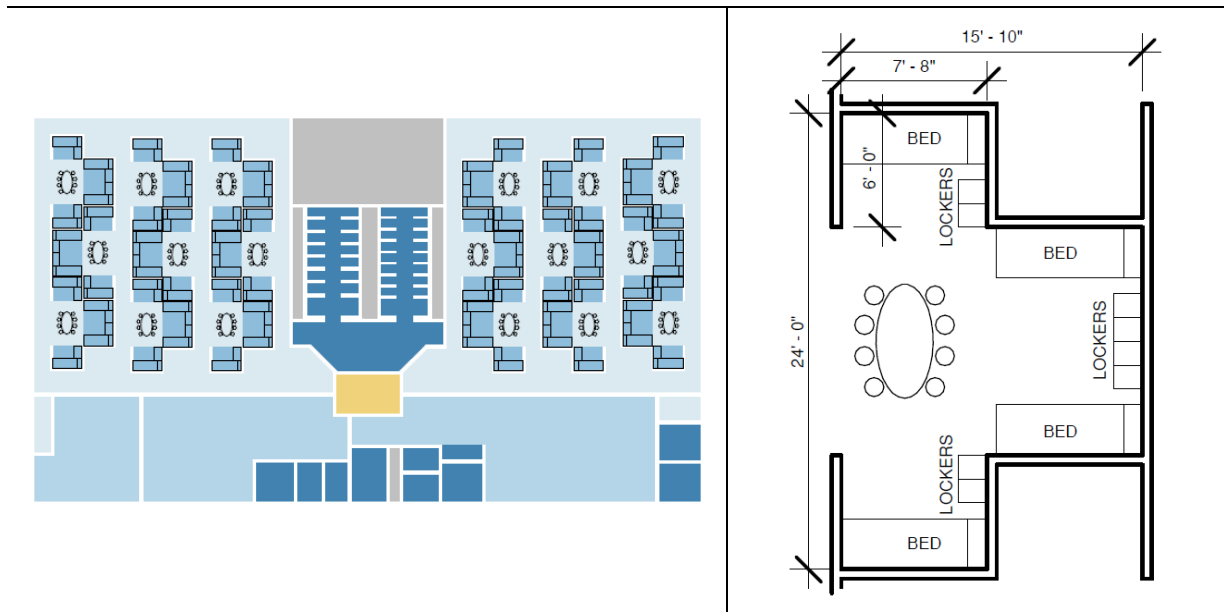 15' - 10"
7' - 8"
BED
6' - 0"
LOCKERS
BED
24' - 0"
LOCKERS
BED
LOCKERS
BED